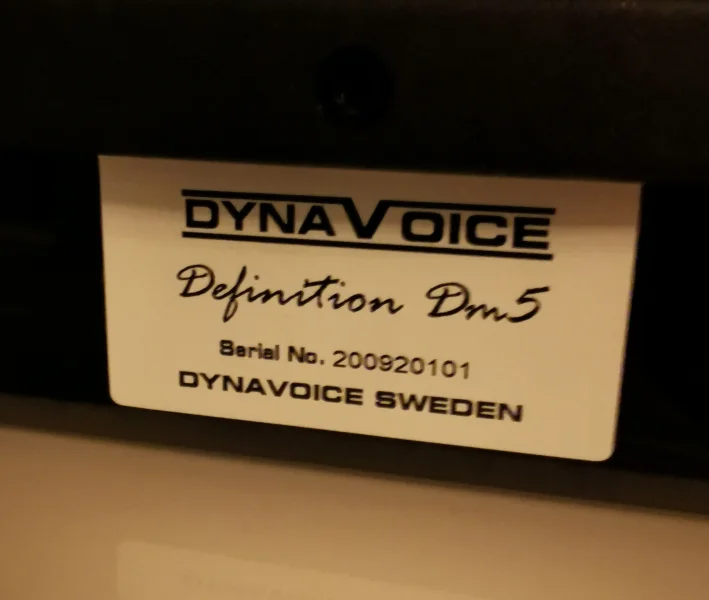 DYNAVOICE
Definition Dm5
Serial No. 200920101
DYNAVOICE SWEDEN